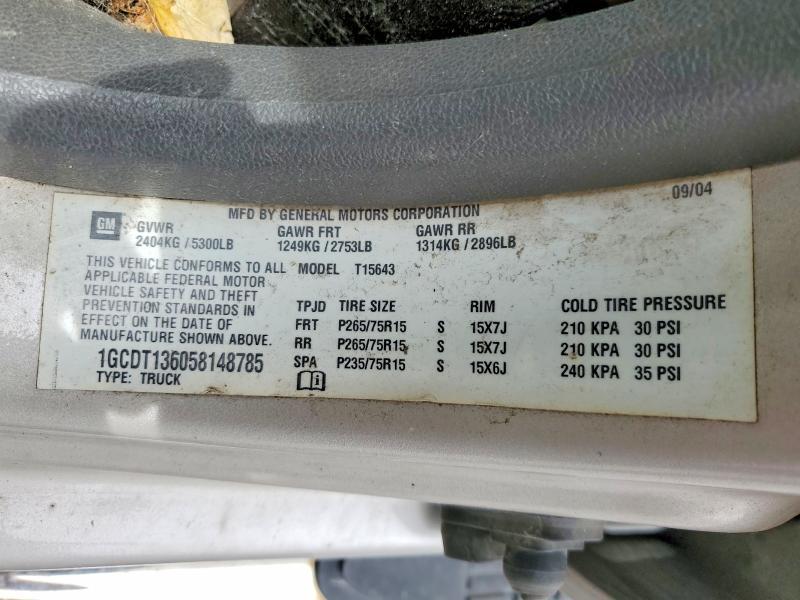 09/04
MFD BY GENERAL MOTORS CORPORATION
GM GVWR GAWR FRT GAWR RR
2404KG / 5300LB 1249KG / 2753LB 1314KG / 2896LB
THIS VEHICLE CONFORMS TO ALL MODEL T15643
APPLICABLE FEDERAL MOTOR
VEHICLE SAFETY AND THEFT
PREVENTION STANDARDS IN
EFFECT ON THE DATE OF
MANUFACTURE SHOWN ABOVE.
1GCDT136058148785
TYPE: TRUCK
TPJD TIRE SIZE RIM COLD TIRE PRESSURE
FRT P265/75R15 S 15X7J 210 KPA 30 PSI
RR P265/75R15 S 15X7J 210 KPA 30 PSI
SPA P235/75R15 S 15X6J 240 KPA 35 PSI